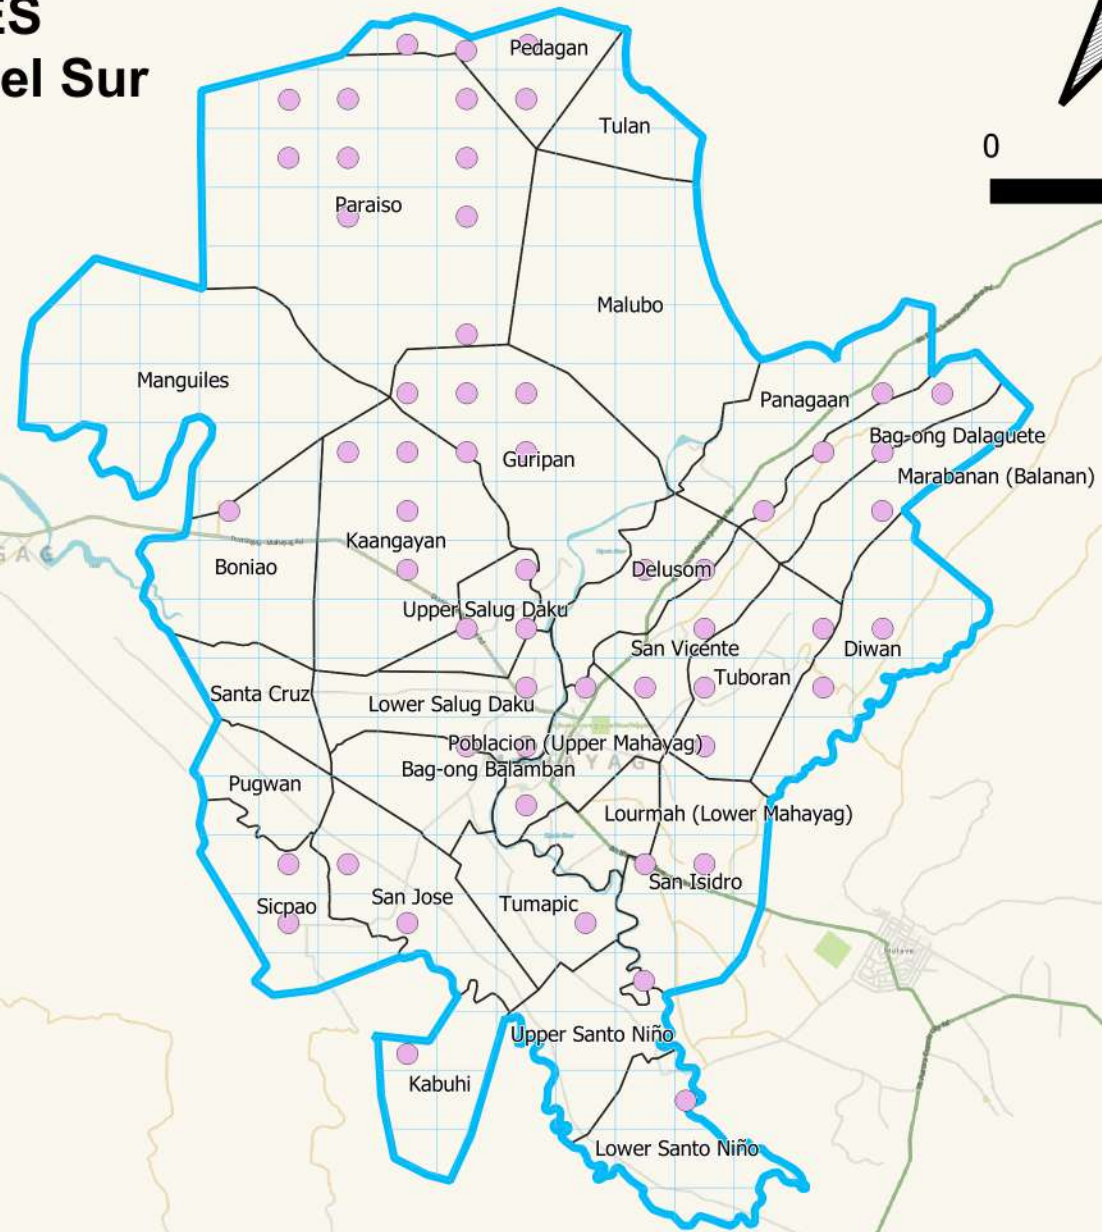 ES
el Sur
Pedagan
Tulan
0
Paraiso
Malubo
Manguiles
Panagaan
Bag-ong Dalaguete
Guripan
Marabanan (Balanan)
Kaangayan
GAG
Boniao
Delusom
Upper Salug Daku
San Vicente
Diwan
Tuboran
Santa Cruz
Lower Salug Daku
Poblacion (Upper Mahayag)
Bag-ong Balamban
Pugwan
Lourmah (Lower Mahayag)
San Isidro
San Jose
Tumapic
Sicpao
Upper Santo Niño
Kabuhi
Lower Santo Niño